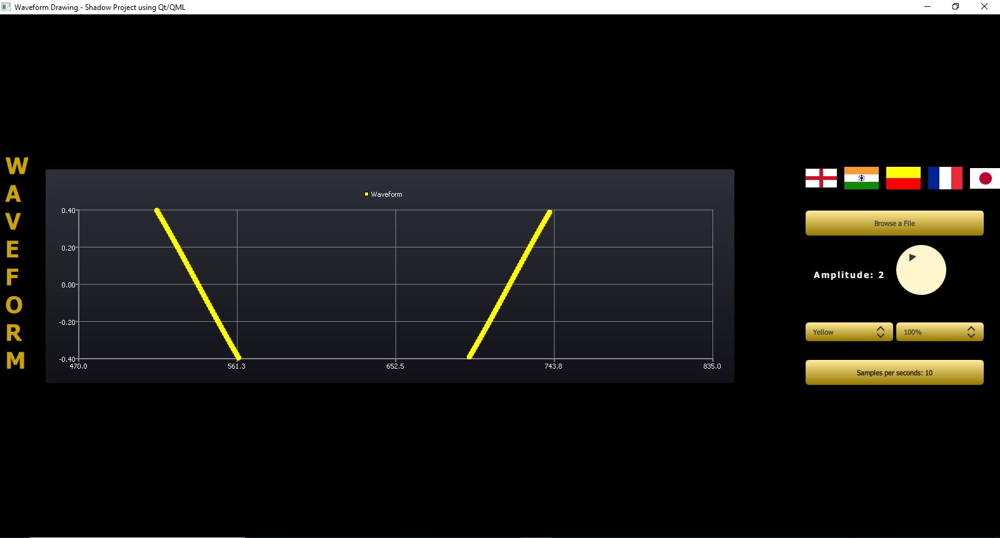 Waveform Drawing - Shadow Project using Qt/QML
W
A
V
E
F
O
R
M
Waveform
0.40
0.20
0.00
-0.20
-0.40
470.0 561.3 652.5 743.8 835.0
Browse a File
Amplitude: 2
Yellow 100%
Samples per seconds: 10